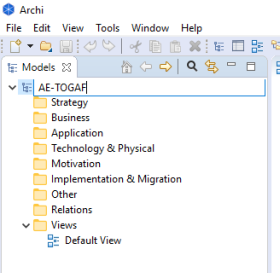 Archi
File Edit View Tools Window Help
Models
AE-TOGAF
Strategy
Business
Application
Technology & Physical
Motivation
Implementation & Migration
Other
Relations
Views
Default View